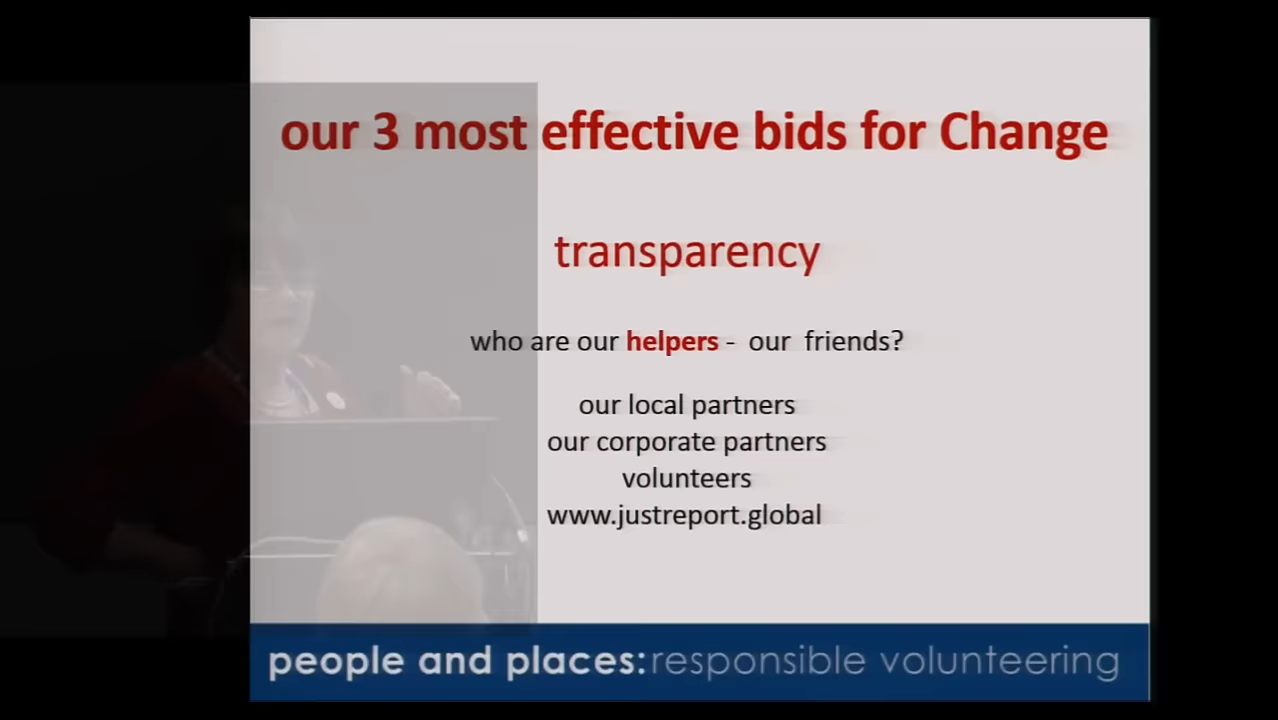 our 3 most effective bids for Change
transparency
who are our helpers - our friends?
our local partners
our corporate partners
volunteers
www.justreport.global
people and places:responsible volunteering